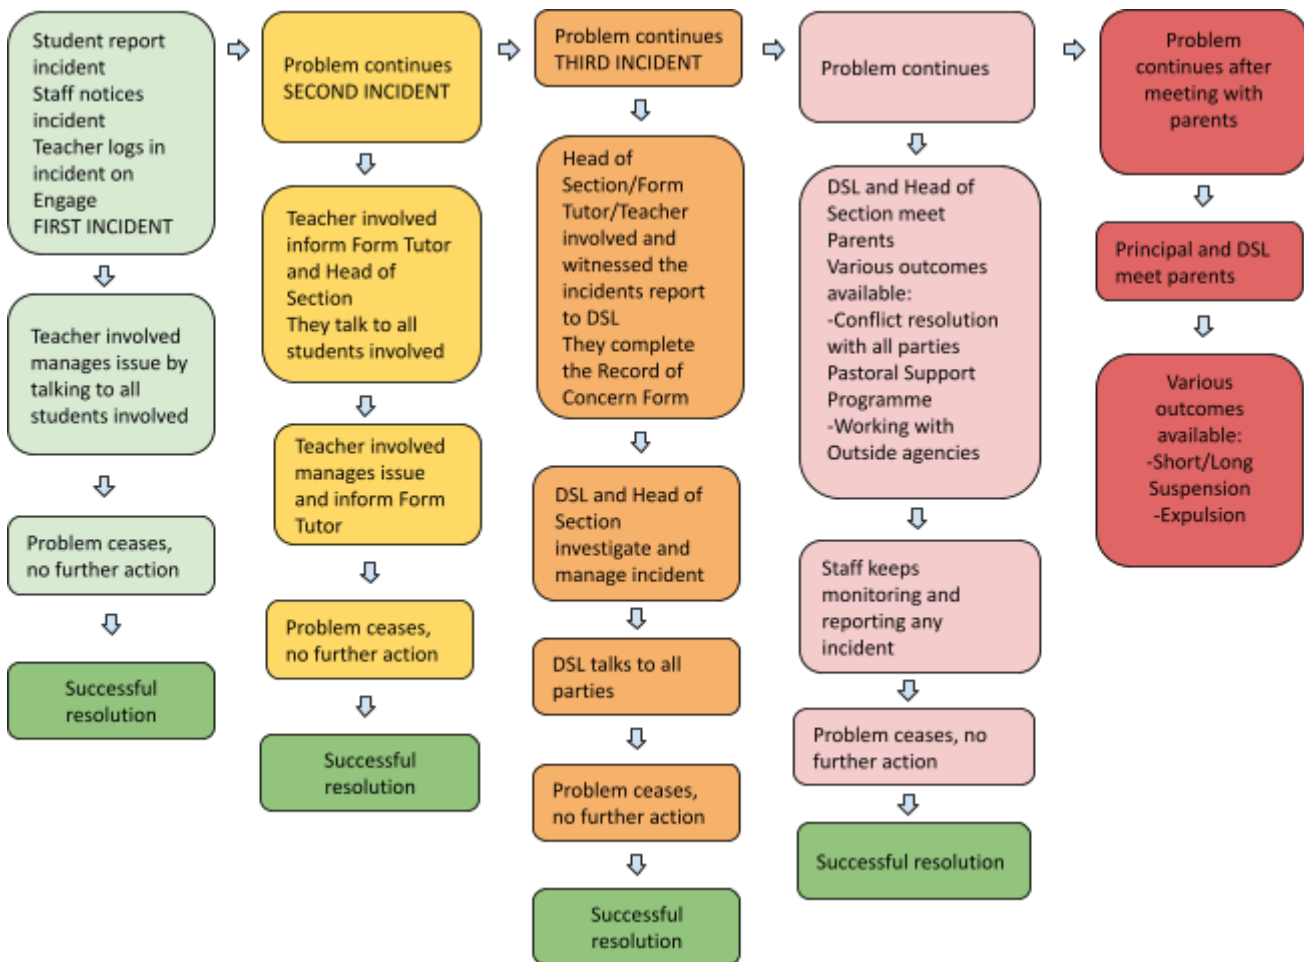 Student report
incident
Staff notices
incident
Teacher logs in
incident on
Engage
FIRST INCIDENT
Teacher involved
manages issue by
talking to all
students involved
Problem ceases,
no further action
Successful
resolution
Problem continues
SECOND INCIDENT
Teacher involved
inform Form Tutor
and Head of
Section
They talk to all
students involved
Teacher involved
manages issue
and inform Form
Tutor
Problem ceases,
no further action
Successful
resolution
Problem continues
THIRD INCIDENT
Head of
Section/Form
Tutor/Teacher
involved and
witnessed the
incidents report
to DSL
They complete
the Record of
Concern Form
DSL and Head of
Section
investigate and
manage incident
DSL talks to all
parties
Problem ceases,
no further action
Successful
resolution
Problem continues
DSL and Head of
Section meet
Parents
Various outcomes
available:
-Conflict resolution
with all parties
Pastoral Support
Programme
-Working with
Outside agencies
Staff keeps
monitoring and
reporting any
incident
Problem ceases, no
further action
Successful resolution
Problem
continues after
meeting with
parents
Principal and DSL
meet parents
Various
outcomes
available:
-Short/Long
Suspension
-Expulsion